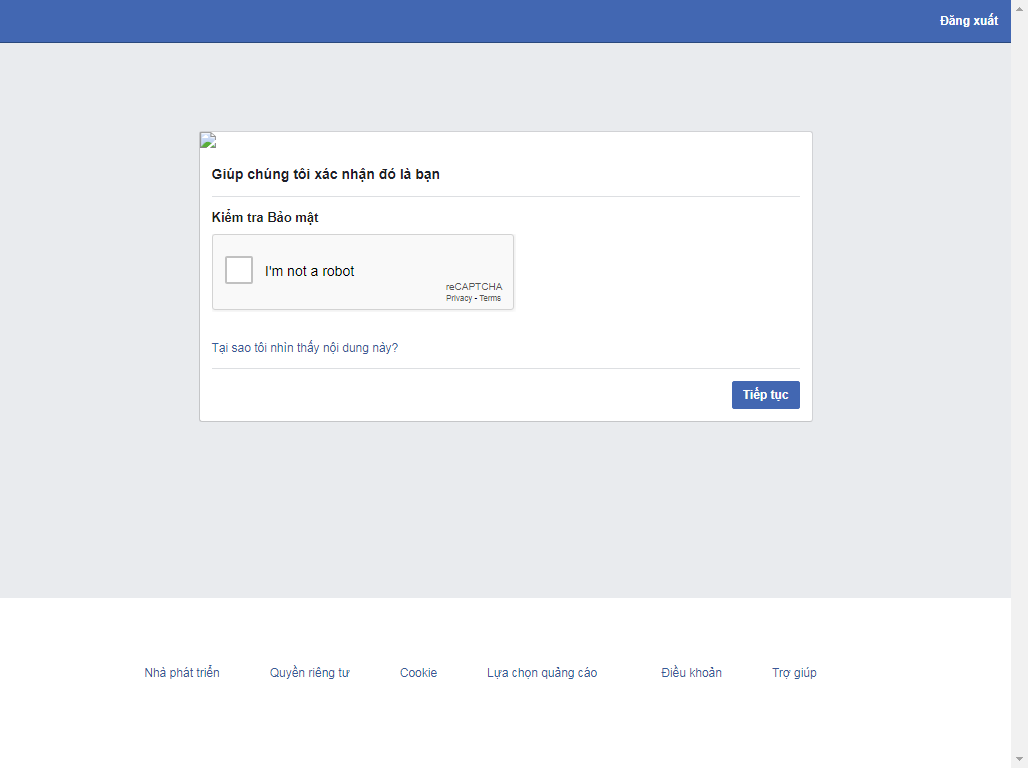 Đăng xuất
Giúp chúng tôi xác nhận đó là bạn
Kiểm tra Bảo mật
I'm not a robot
reCAPTCHA
Privacy - Terms
Tại sao tôi nhìn thấy nội dung này?
Tiếp tục
Nhà phát triển Quyền riêng tư Cookie Lựa chọn quảng cáo Điều khoản Trợ giúp